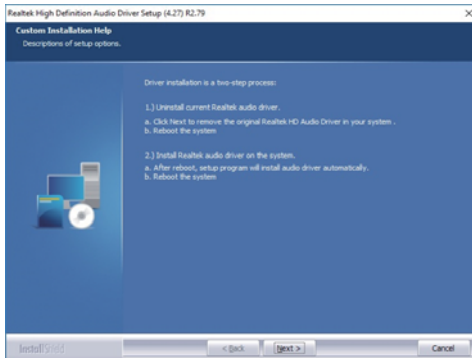 Realtek High Definition Audio Driver Setup (4.27) R2.79
Custom Installation Help
Descriptions of setup options.
Driver installation is a two-step process:
1.) Uninstall current Realtek audio driver.
a. Click Next to remove the original Realtek HD Audio Driver in your system .
b. Reboot the system
2.) Install Realtek audio driver on the system.
a. After reboot, setup program will install audio driver automatically.
b. Reboot the system
InstallShield
< Back
Next >
Cancel